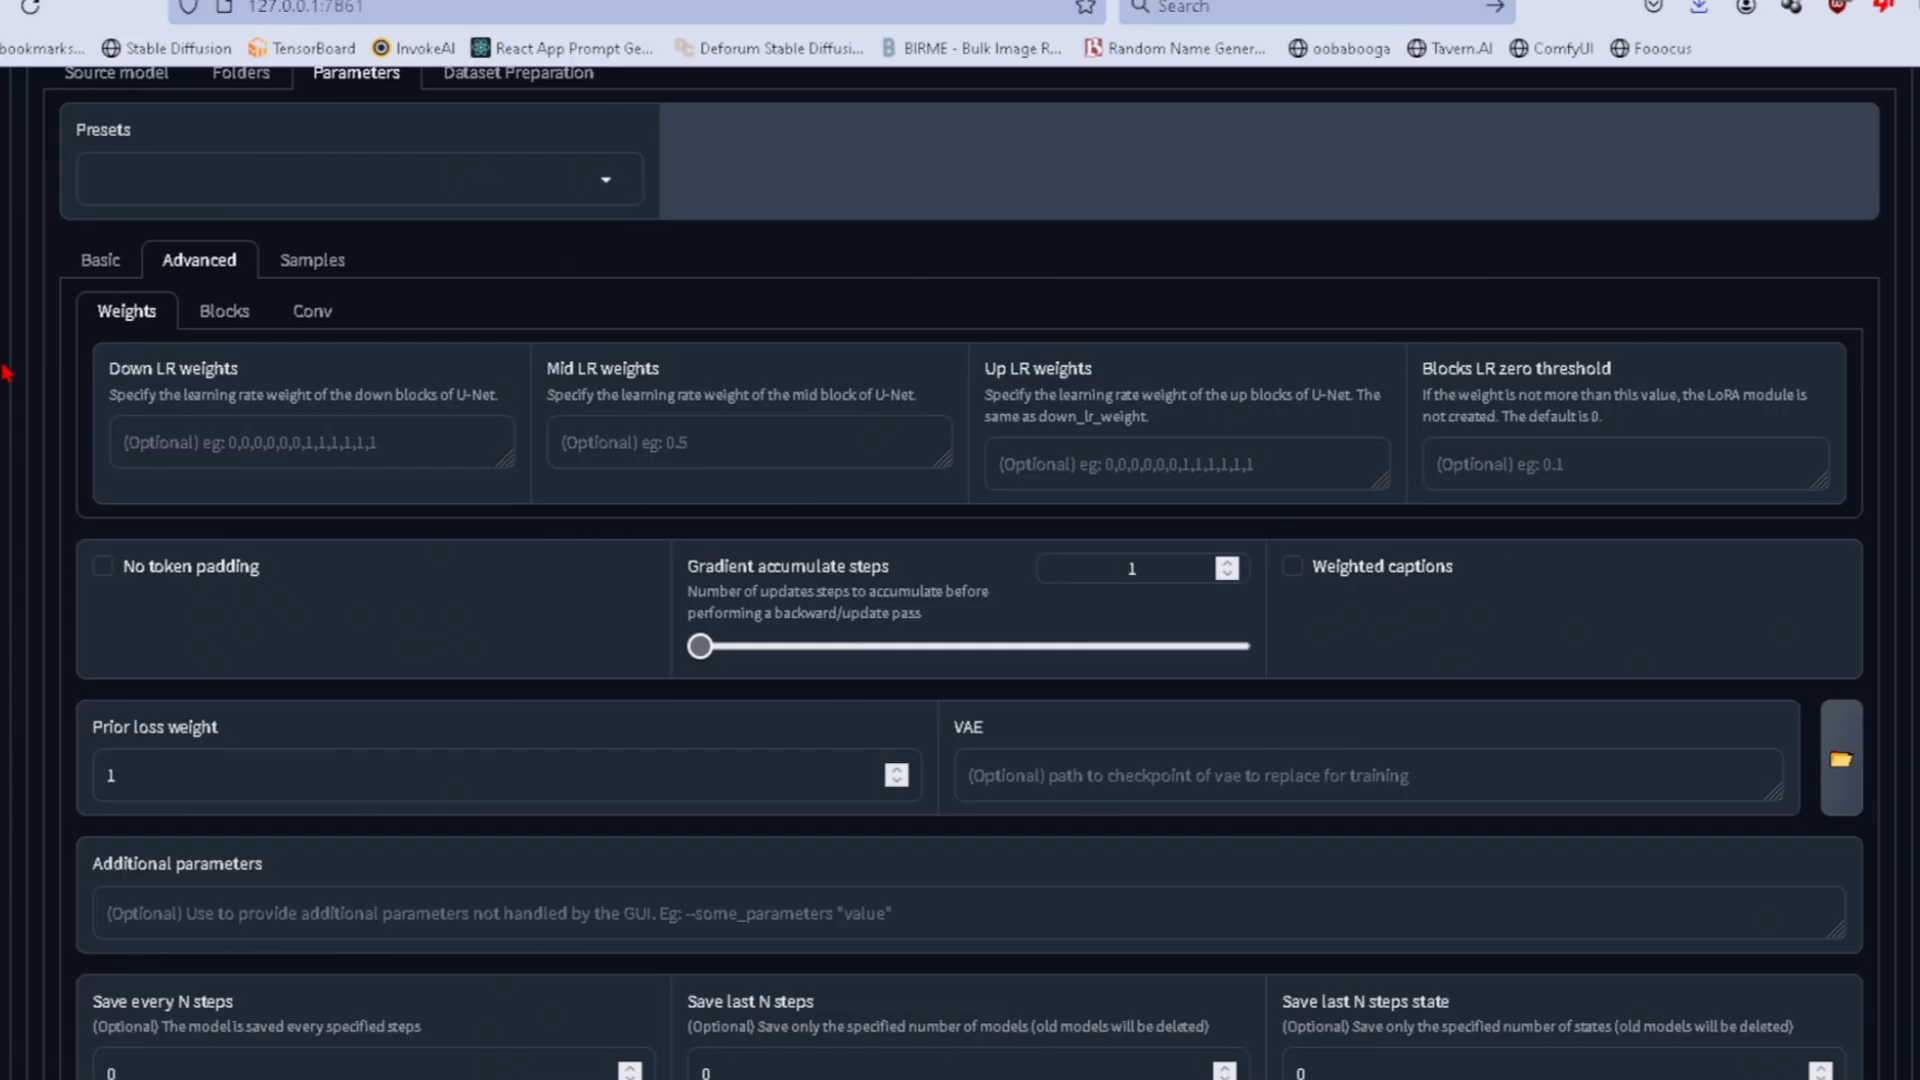 127.0.0.1:7861
Search
bookmarks...
Stable Diffusion
TensorBoard
InvokeAI
React App Prompt Ge...
Deforum Stable Diffusi...
BIRME - Bulk Image R...
Random Name Gener...
oobabooga
Tavern.AI
ComfyUI
Fooocus
Source model
Folders
Parameters
Dataset Preparation
Presets
Basic
Advanced
Samples
Weights
Blocks
Conv
Down LR weights
Specify the learning rate weight of the down blocks of U-Net.
(Optional) eg: 0,0,0,0,0,0,1,1,1,1,1,1
Mid LR weights
Specify the learning rate weight of the mid block of U-Net.
(Optional) eg: 0.5
Up LR weights
Specify the learning rate weight of the up blocks of U-Net. The
same as down_lr_weight.
(Optional) eg: 0,0,0,0,0,0,1,1,1,1,1,1
Blocks LR zero threshold
If the weight is not more than this value, the LoRA module is
not created. The default is 0.
(Optional) eg: 0.1
No token padding
Gradient accumulate steps
1
Number of updates steps to accumulate before
performing a backward/update pass
Weighted captions
Prior loss weight
1
VAE
(Optional) path to checkpoint of vae to replace for training
Additional parameters
(Optional) Use to provide additional parameters not handled by the GUI. Eg: --some_parameters "value"
Save every N steps
(Optional) The model is saved every specified steps
0
Save last N steps
(Optional) Save only the specified number of models (old models will be deleted)
0
Save last N steps state
(Optional) Save only the specified number of states (old models will be deleted)
0